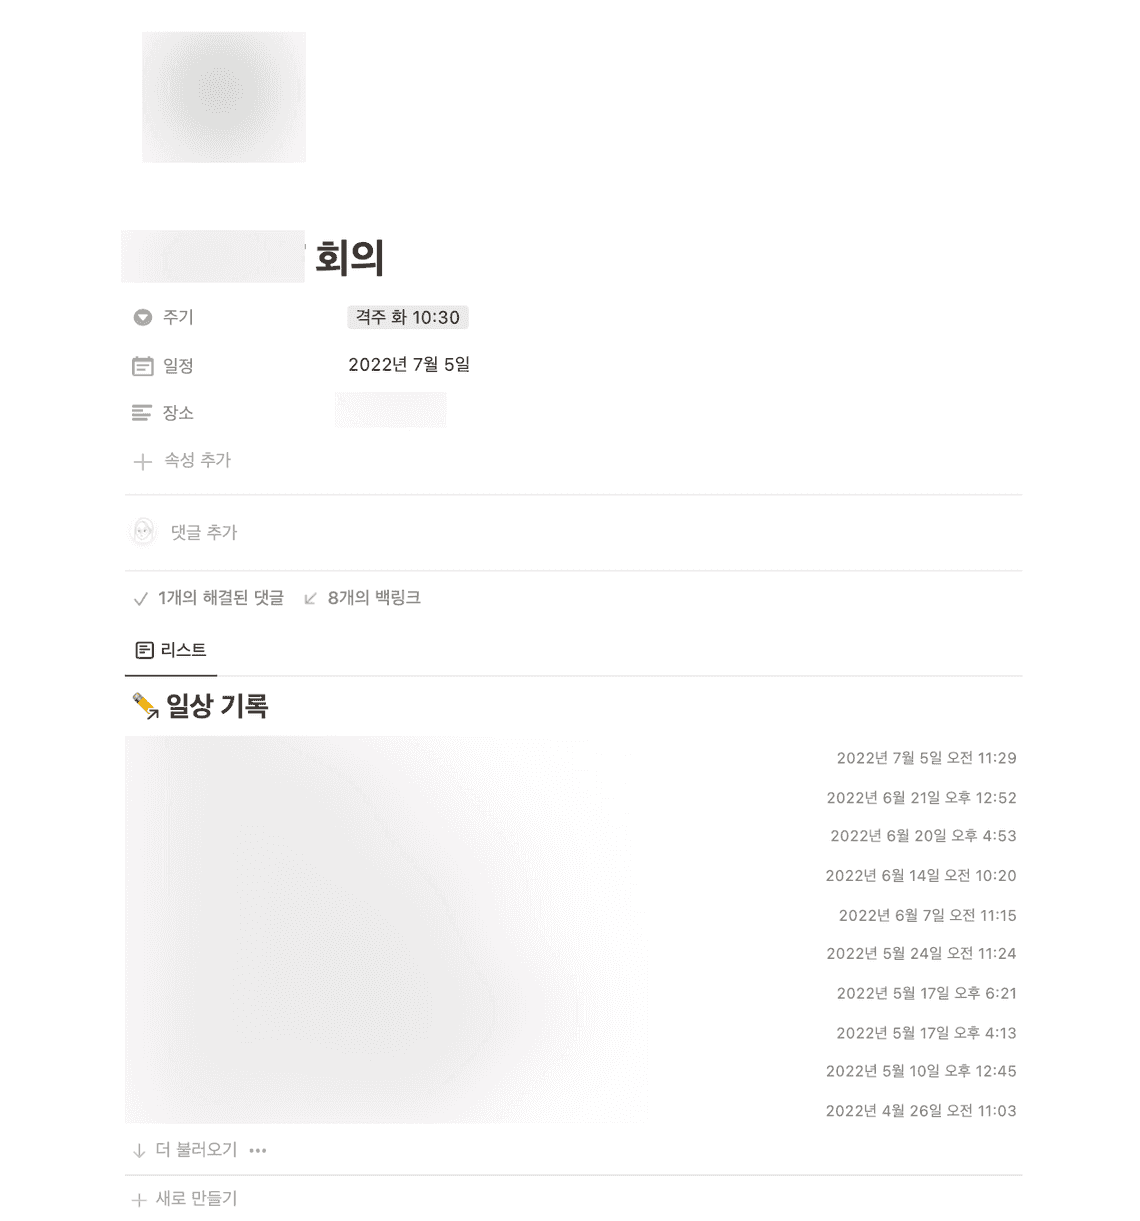 회의
주기 격주 화 10:30
일정 2022년 7월 5일
장소
속성 추가
댓글 추가
1개의 해결된 댓글 8개의 백링크
리스트
일상 기록
2022년 7월 5일 오전 11:29
2022년 6월 21일 오후 12:52
2022년 6월 20일 오후 4:53
2022년 6월 14일 오전 10:20
2022년 6월 7일 오전 11:15
2022년 5월 24일 오전 11:24
2022년 5월 17일 오후 6:21
2022년 5월 17일 오후 4:13
2022년 5월 10일 오후 12:45
2022년 4월 26일 오전 11:03
더 불러오기 •••
새로 만들기